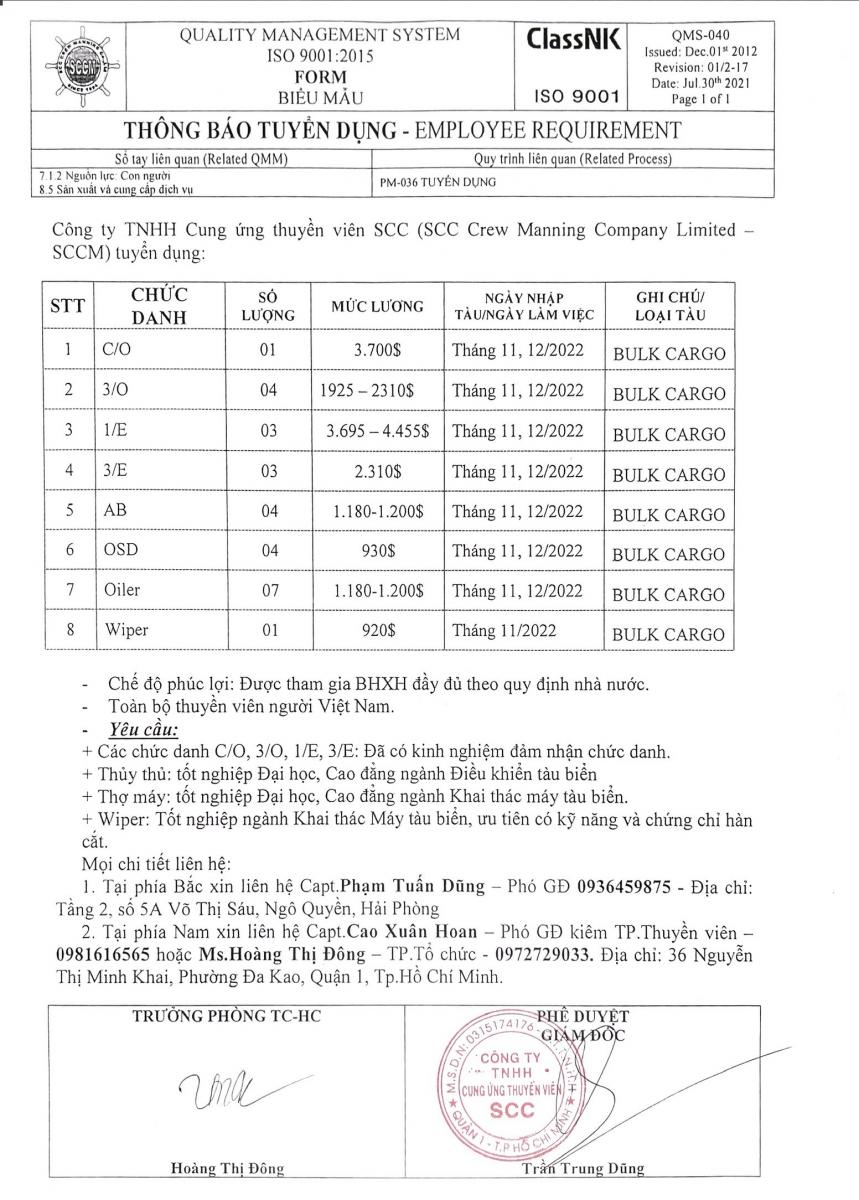 SCC CREW MANNING Co., LTD
SCCM
QUALITY MANAGEMENT SYSTEM
ISO 9001:2015
FORM
BIỂU MẪU
ClassNK
ISO 9001
QMS-040
Issued: Dec.01st 2012
Revision: 01/2-17
Date: Jul.30th 2021
Page 1 of 1
THÔNG BÁO TUYỂN DỤNG - EMPLOYEE REQUIREMENT
Sổ tay liên quan (Related QMM)
Quy trình liên quan (Related Process)
7.1.2 Nguồn lực: Con người
8.5 Sản xuất và cung cấp dịch vụ
PM-036 TUYỂN DỤNG
Công ty TNHH Cung ứng thuyền viên SCC (SCC Crew Manning Company Limited –
SCCM) tuyển dụng:
STT CHỨC DANH SỐ LƯỢNG MỨC LƯƠNG NGÀY NHẬP TÀU/NGÀY LÀM VIỆC GHI CHÚ/ LOẠI TÀU
1 C/O 01 3.700$ Tháng 11, 12/2022 BULK CARGO
2 3/O 04 1925 – 2310$ Tháng 11, 12/2022 BULK CARGO
3 1/E 03 3.695 – 4.455$ Tháng 11, 12/2022 BULK CARGO
4 3/E 03 2.310$ Tháng 11, 12/2022 BULK CARGO
5 AB 04 1.180-1.200$ Tháng 11, 12/2022 BULK CARGO
6 OSD 04 930$ Tháng 11, 12/2022 BULK CARGO
7 Oiler 07 1.180-1.200$ Tháng 11, 12/2022 BULK CARGO
8 Wiper 01 920$ Tháng 11/2022 BULK CARGO
- Chế độ phúc lợi: Được tham gia BHXH đầy đủ theo quy định nhà nước.
- Toàn bộ thuyền viên người Việt Nam.
- Yêu cầu:
+ Các chức danh C/O, 3/O, 1/E, 3/E: Đã có kinh nghiệm đảm nhận chức danh.
+ Thủy thủ: tốt nghiệp Đại học, Cao đẳng ngành Điều khiển tàu biển
+ Thợ máy: tốt nghiệp Đại học, Cao đẳng ngành Khai thác máy tàu biển.
+ Wiper: Tốt nghiệp ngành Khai thác Máy tàu biển, ưu tiên có kỹ năng và chứng chỉ hàn
cắt.
Mọi chi tiết liên hệ:
1. Tại phía Bắc xin liên hệ Capt.Phạm Tuấn Dũng – Phó GĐ 0936459875 - Địa chỉ:
Tầng 2, số 5A Võ Thị Sáu, Ngô Quyền, Hải Phòng
2. Tại phía Nam xin liên hệ Capt.Cao Xuân Hoan – Phó GĐ kiêm TP.Thuyền viên –
0981616565 hoặc Ms.Hoàng Thị Đông – TP.Tổ chức - 0972729033. Địa chỉ: 36 Nguyễn
Thị Minh Khai, Phường Đa Kao, Quận 1, Tp.Hồ Chí Minh.
TRƯỞNG PHÒNG TC-HC
PHÊ DUYỆT
GIÁM ĐỐC
M.S.D.N: 0315174176 - C.T.T.N.H.H
CÔNG TY
TNHH
CUNG ỨNG THUYỀN VIÊN
SCC
QUẬN 1 - T.P HỒ CHÍ MINH
Hoàng Thị Đông
Trần Trung Dũng